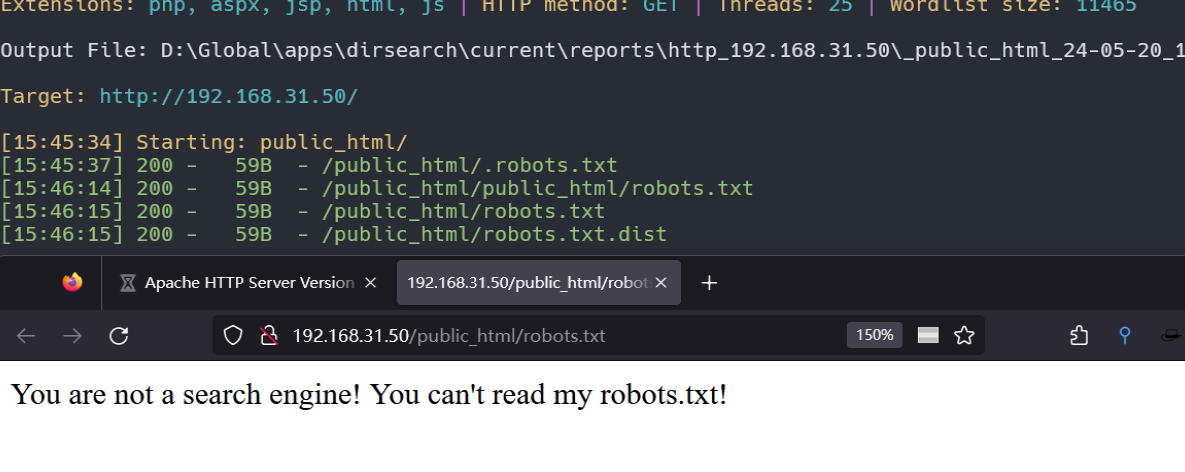 Extensions: php, aspx, jsp, html, js | HTTP method: GET | Threads: 25 | Wordlist size: 11465
Output File: D:\Global\apps\dirsearch\current\reports\http_192.168.31.50\_public_html_24-05-20_1
Target: http://192.168.31.50/
[15:45:34] Starting: public_html/
[15:45:37] 200 -   59B  - /public_html/.robots.txt
[15:46:14] 200 -   59B  - /public_html/public_html/robots.txt
[15:46:15] 200 -   59B  - /public_html/robots.txt
[15:46:15] 200 -   59B  - /public_html/robots.txt.dist
Apache HTTP Server Version
192.168.31.50/public_html/robot
192.168.31.50/public_html/robots.txt
150%
You are not a search engine! You can't read my robots.txt!